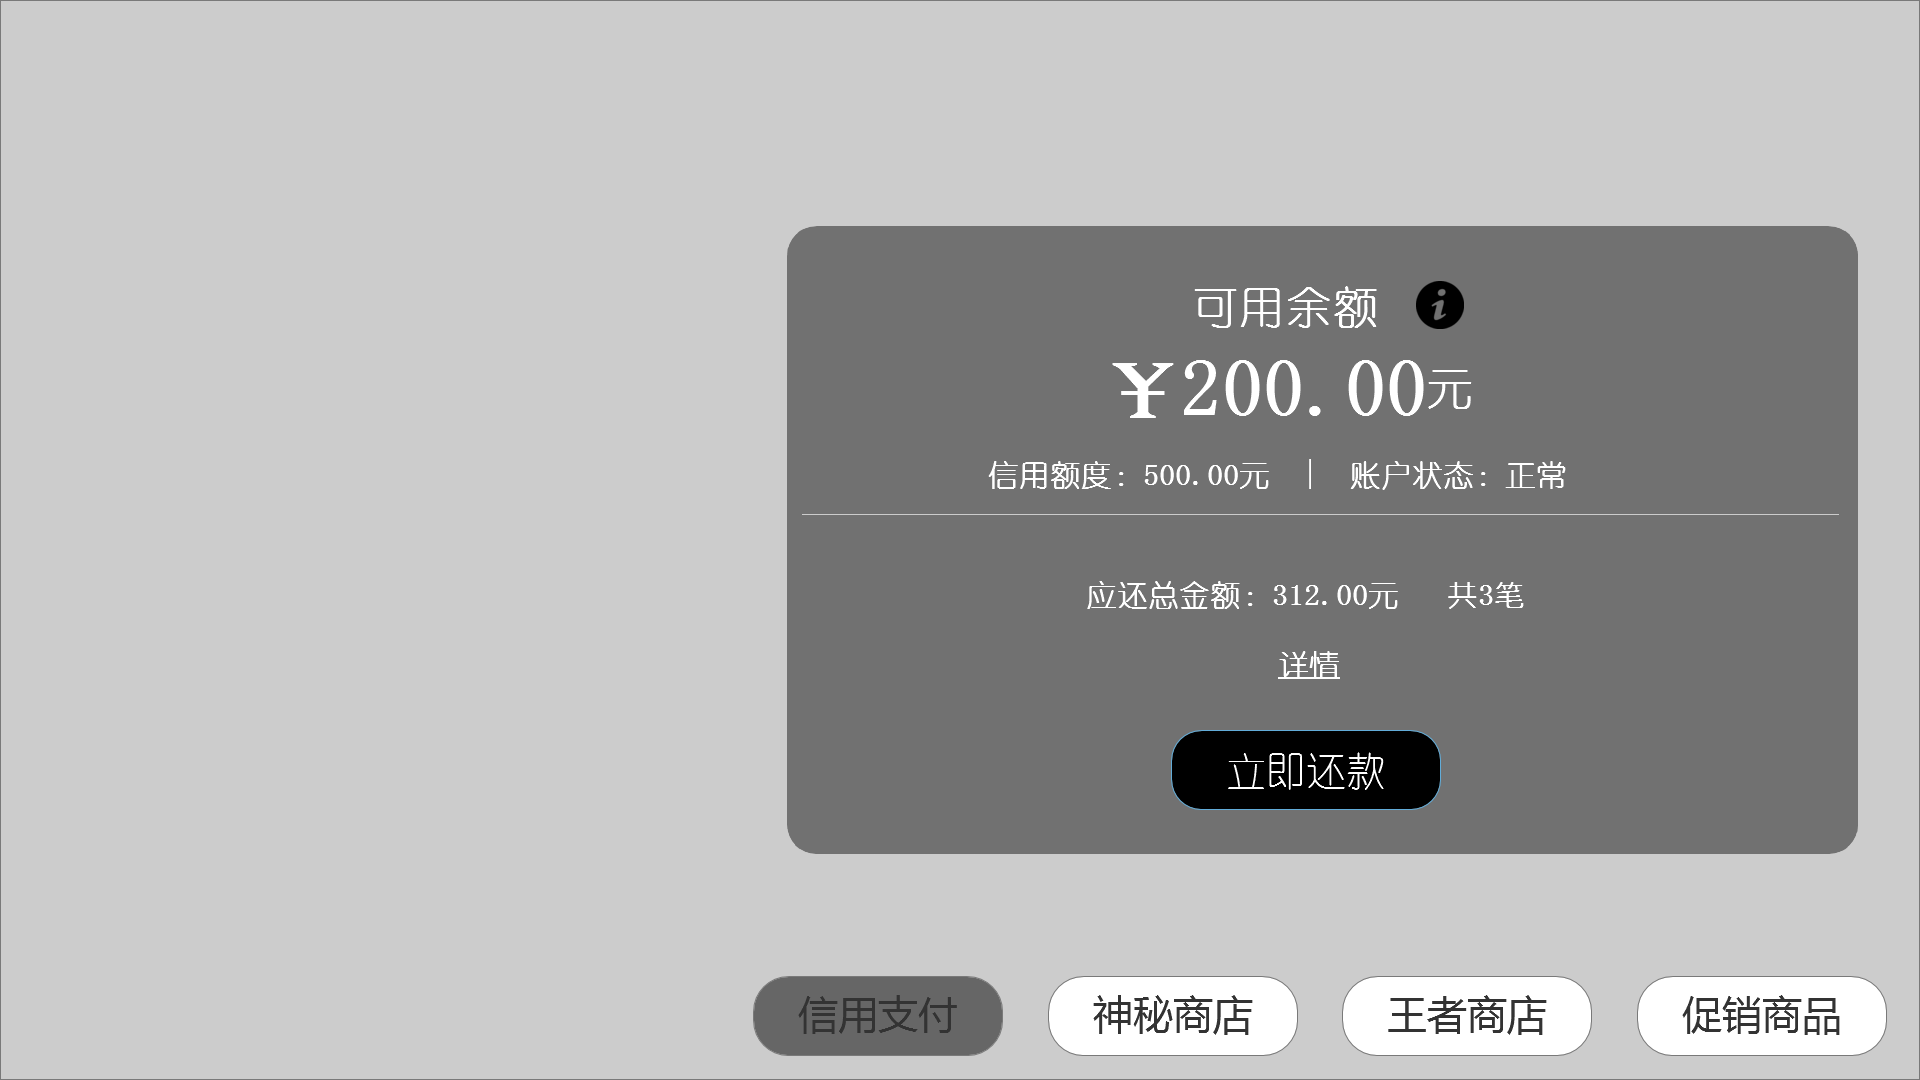 可用余额 i
¥200.00元
信用额度：500.00元 | 账户状态：正常
应还总金额：312.00元 共3笔
详情
立即还款
信用支付 神秘商店 王者商店 促销商品